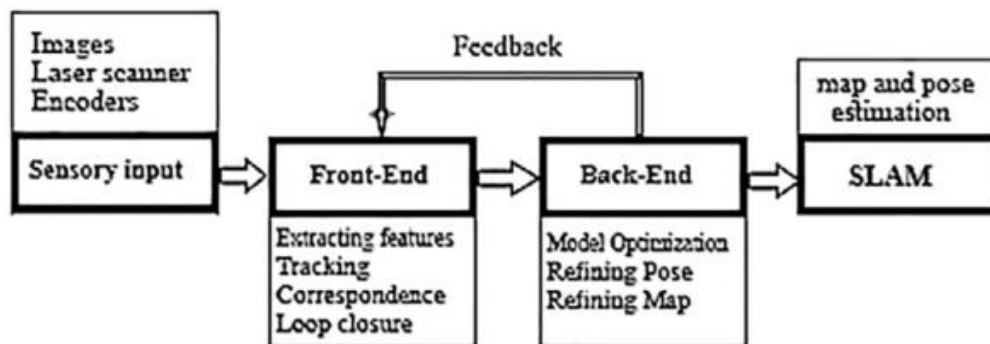 Images
Laser scanner
Encoders
Sensory input
Feedback
Front-End
Extracting features
Tracking
Correspondence
Loop closure
Back-End
Model Optimization
Refining Pose
Refining Map
map and pose
estimation
SLAM